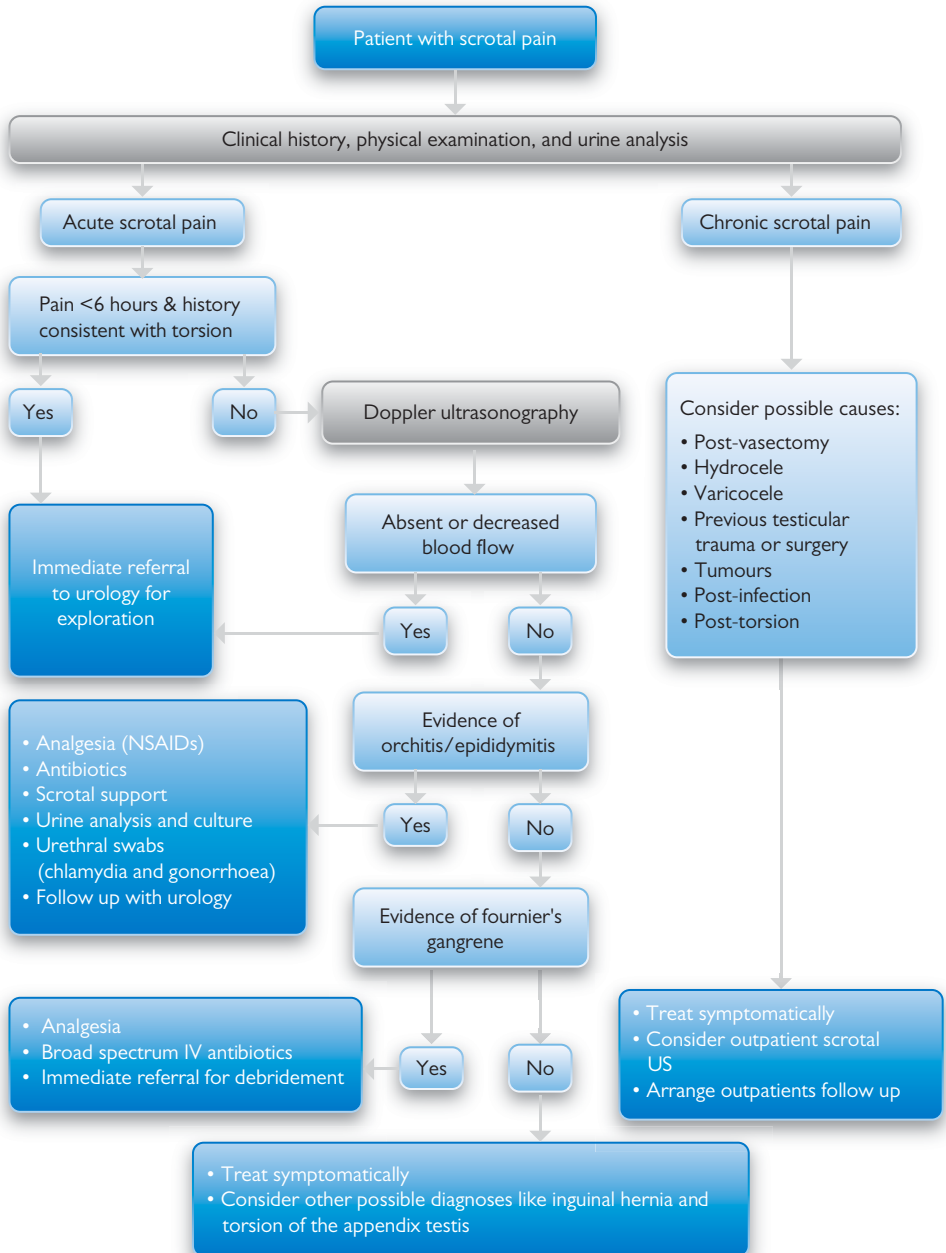 Patient with scrotal pain
Clinical history, physical examination, and urine analysis
Acute scrotal pain
Chronic scrotal pain
Pain <6 hours & history
consistent with torsion
Yes
No
Doppler ultrasonography
Consider possible causes:
• Post-vasectomy
• Hydrocele
• Varicocele
• Previous testicular
trauma or surgery
• Tumours
• Post-infection
• Post-torsion
Absent or decreased
blood flow
Immediate referral
to urology for
exploration
Yes
No
Evidence of
orchitis/epididymitis
• Analgesia (NSAIDs)
• Antibiotics
• Scrotal support
• Urine analysis and culture
• Urethral swabs
(chlamydia and gonorrhoea)
• Follow up with urology
Yes
No
Evidence of fournier's
gangrene
• Analgesia
• Broad spectrum IV antibiotics
• Immediate referral for debridement
Yes
No
• Treat symptomatically
• Consider outpatient scrotal
US
• Arrange outpatients follow up
• Treat symptomatically
• Consider other possible diagnoses like inguinal hernia and
torsion of the appendix testis